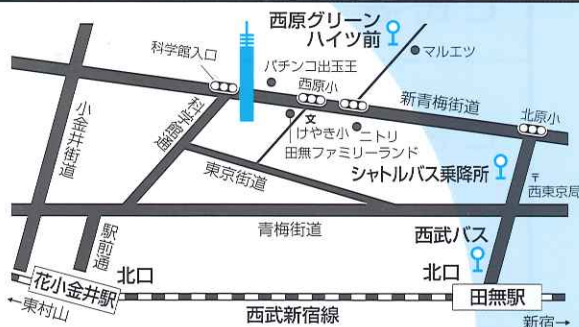 西原グリーン
ハイツ前
マルエツ
科学館入口
パチンコ出玉王
西原小
新青梅街道
北原小
小金井街道
科学館通
文
けやき小
ニトリ
田無ファミリーランド
東京街道
シャトルバス乗降所
〒
西東京局
青梅街道
駅前通
西武バス
北口
北口
花小金井駅
田無駅
←東村山
西武新宿線
新宿→